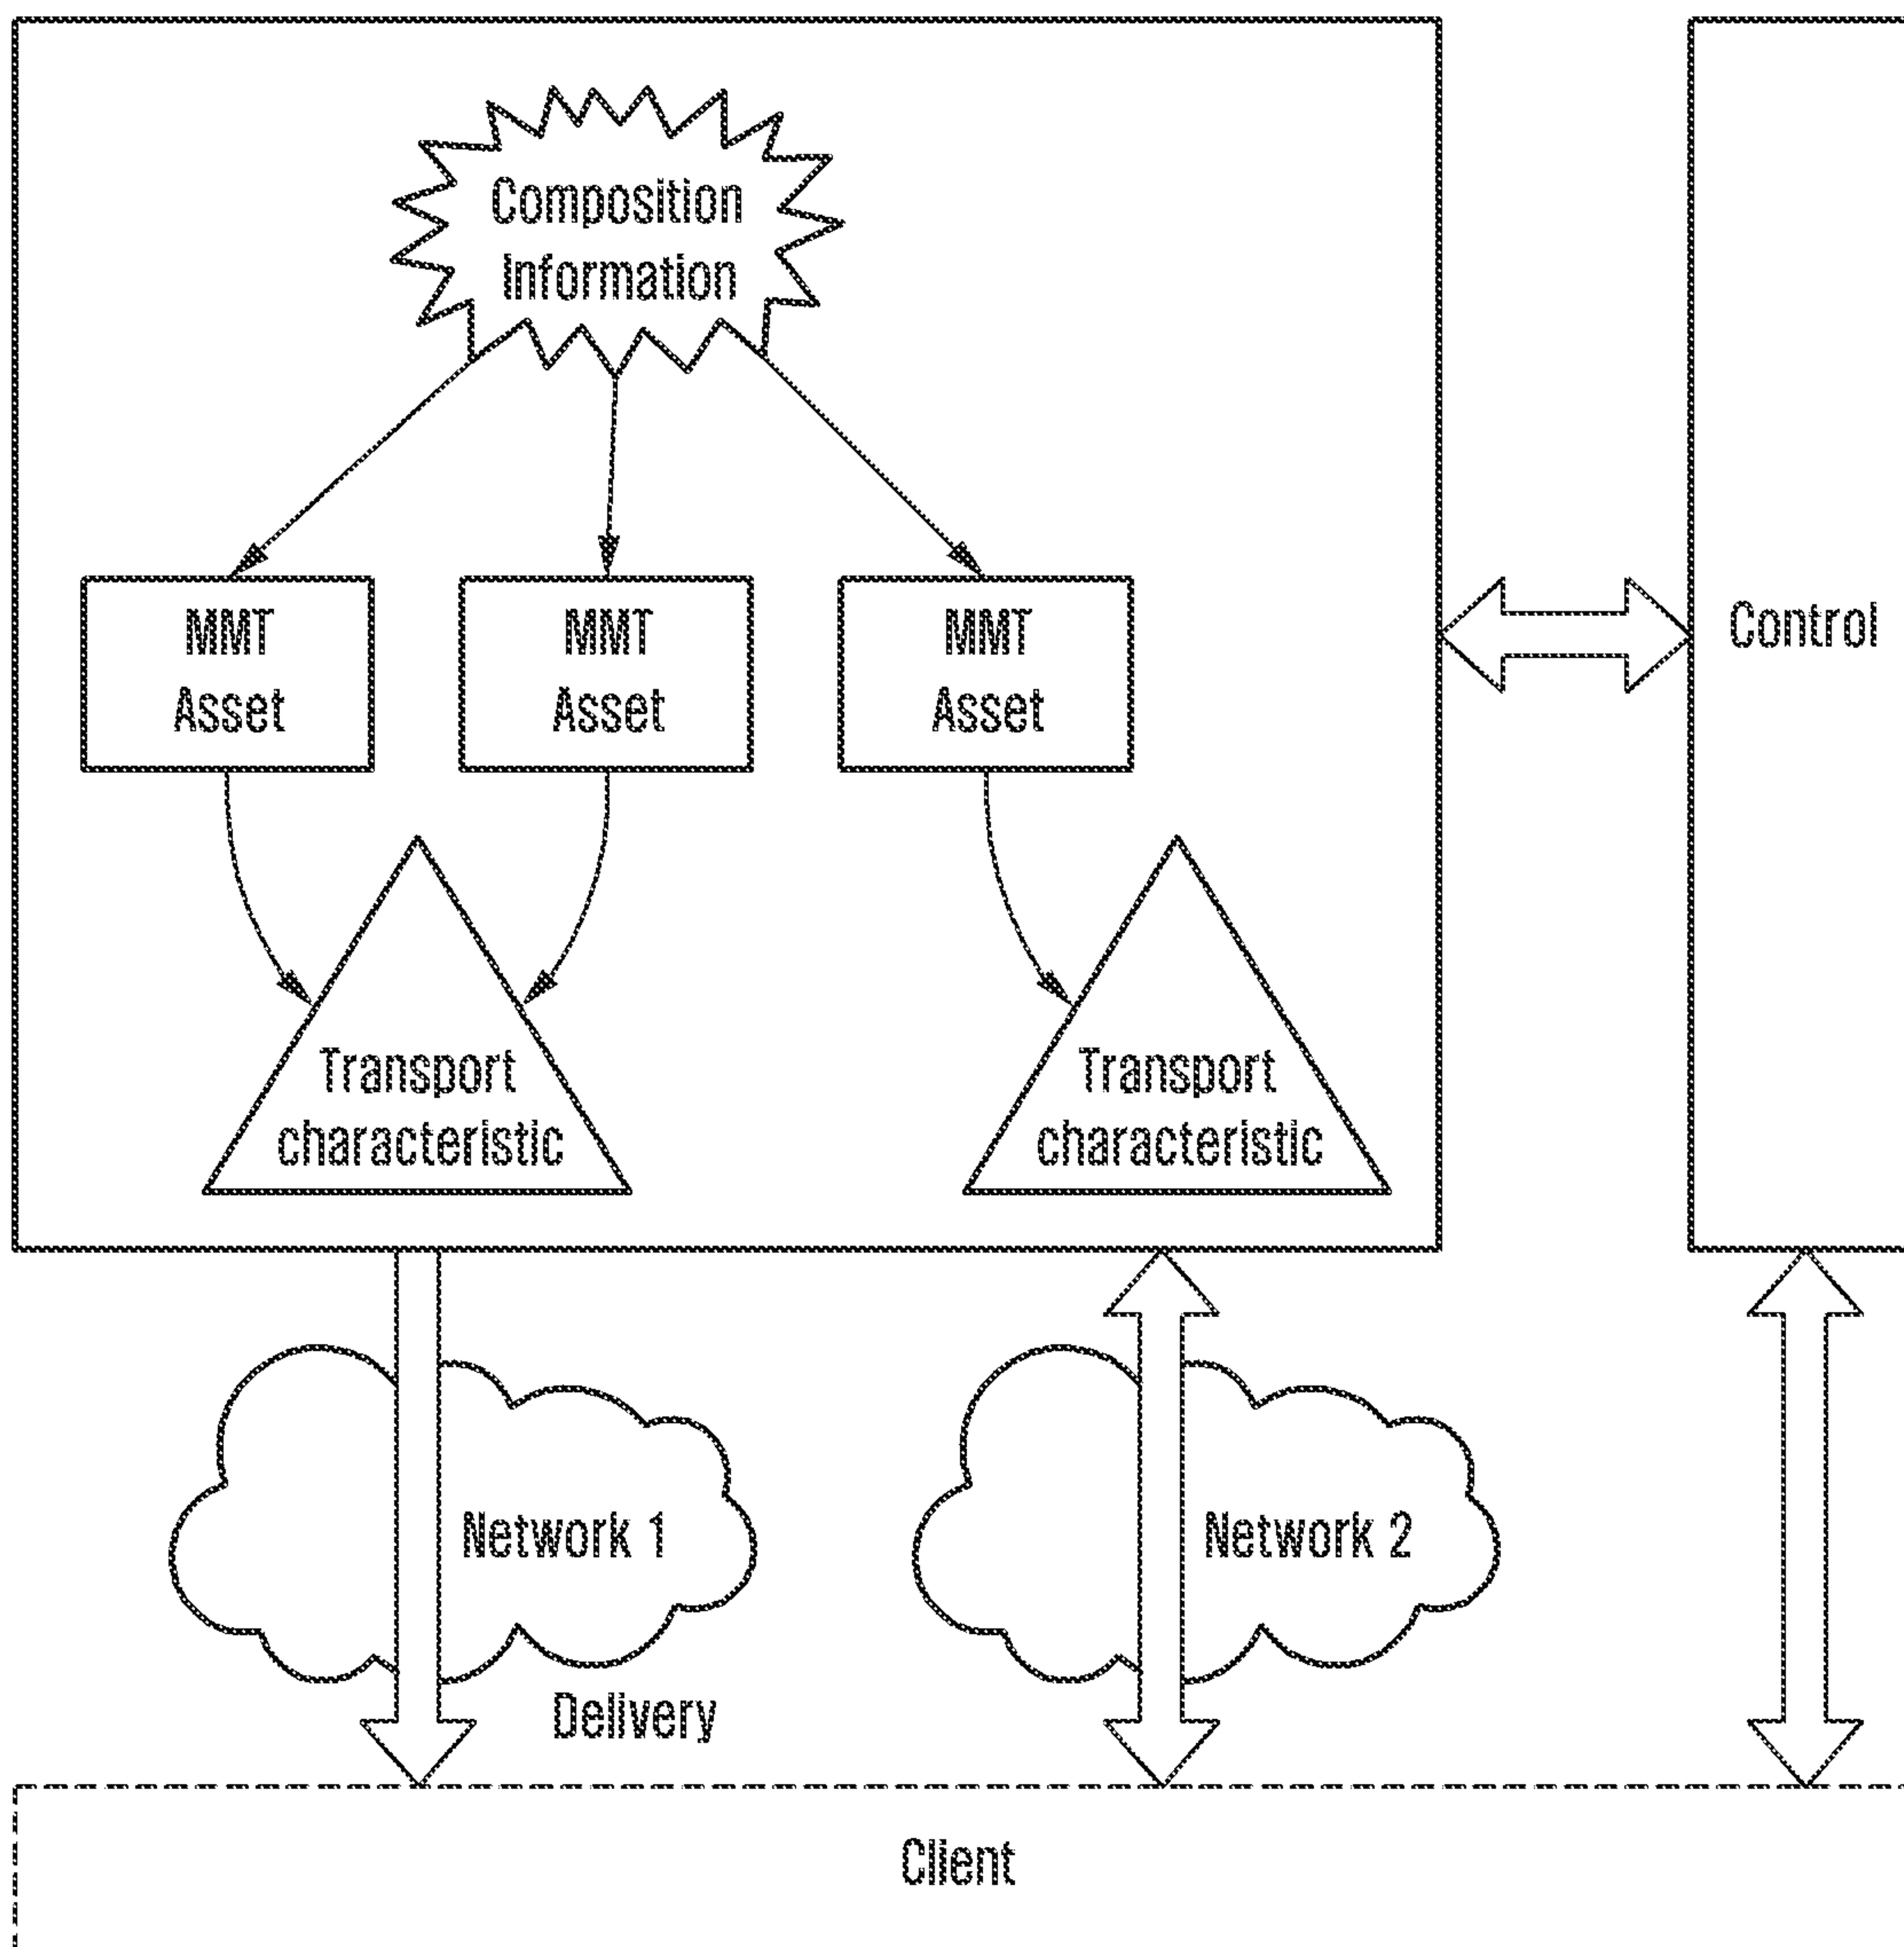 Composition
Information
MMT
Asset
MMT
Asset
MMT
Asset
Control
Transport
characteristic
Transport
characteristic
Network 1
Network 2
Delivery
Client